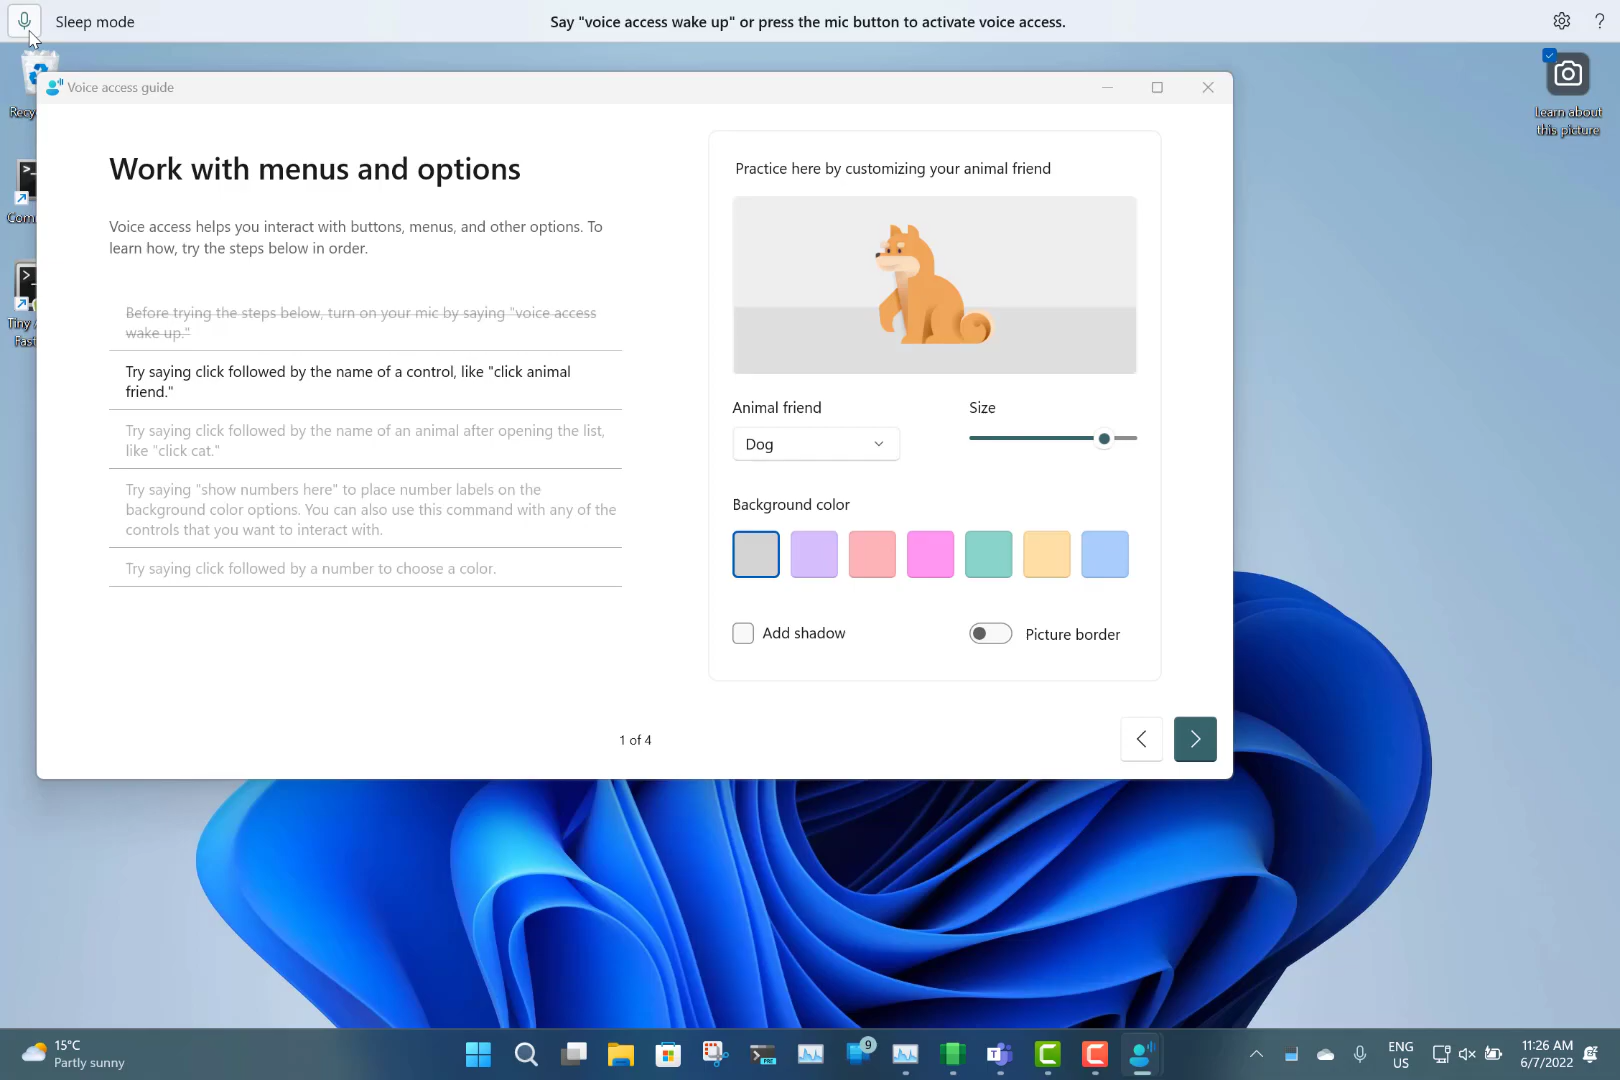 Sleep mode
Say "voice access wake up" or press the mic button to activate voice access.
?
Recy
Learn about
this picture
Voice access guide
Work with menus and options
Voice access helps you interact with buttons, menus, and other options. To
learn how, try the steps below in order.
Before trying the steps below, turn on your mic by saying "voice access
wake up."
Try saying click followed by the name of a control, like "click animal
friend."
Try saying click followed by the name of an animal after opening the list,
like "click cat."
Try saying "show numbers here" to place number labels on the
background color options. You can also use this command with any of the
controls that you want to interact with.
Try saying click followed by a number to choose a color.
Practice here by customizing your animal friend
Animal friend
Size
Dog
Background color
Add shadow
Picture border
1 of 4
Com
Tiny
Past
15°C
Partly sunny
PRE
9
T
C
C
ENG
US
11:26 AM
6/7/2022